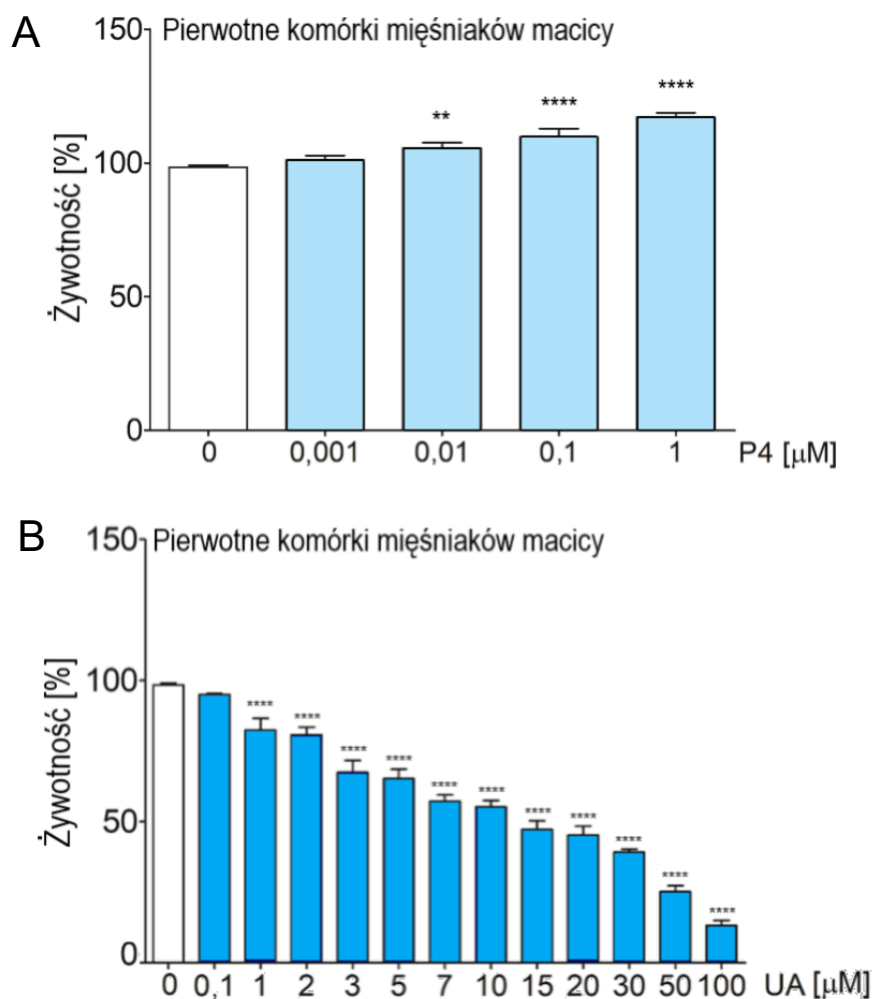 A
150 Pierwotne komórki mięśniaków macicy
****
****
**
100
Żywotność [%]
50
0
0 0,001 0,01 0,1 1 P4 [μM]
B
150 Pierwotne komórki mięśniaków macicy
100
****
****
****
****
****
****
****
****
****
****
****
Żywotność [%]
50
0
0 0,1 1 2 3 5 7 10 15 20 30 50 100 UA [μM]